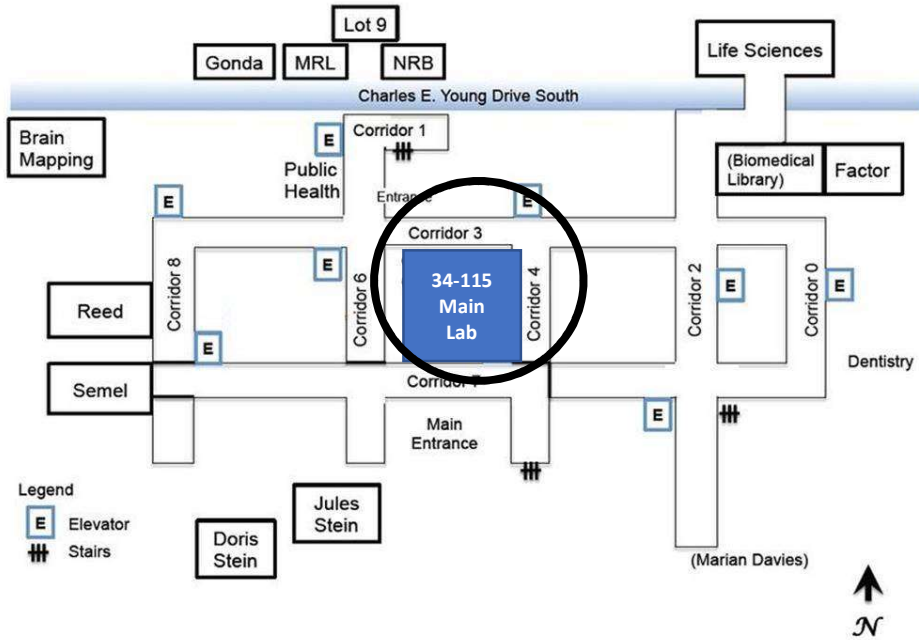 Lot 9
Gonda
MRL
NRB
Life Sciences
Charles E. Young Drive South
Brain
Mapping
E
Corridor 1
Public
Health
(Biomedical
Library)
Factor
E
Entrance
E
Corridor 3
E
34-115
Main
Lab
Corridor 8
Corridor 6
Corridor 4
Corridor 2
E
Corridor 0
E
Reed
E
Dentistry
Semel
Corridor 7
Main
Entrance
E
Legend
E Elevator
Stairs
Jules
Stein
Doris
Stein
(Marian Davies)
N